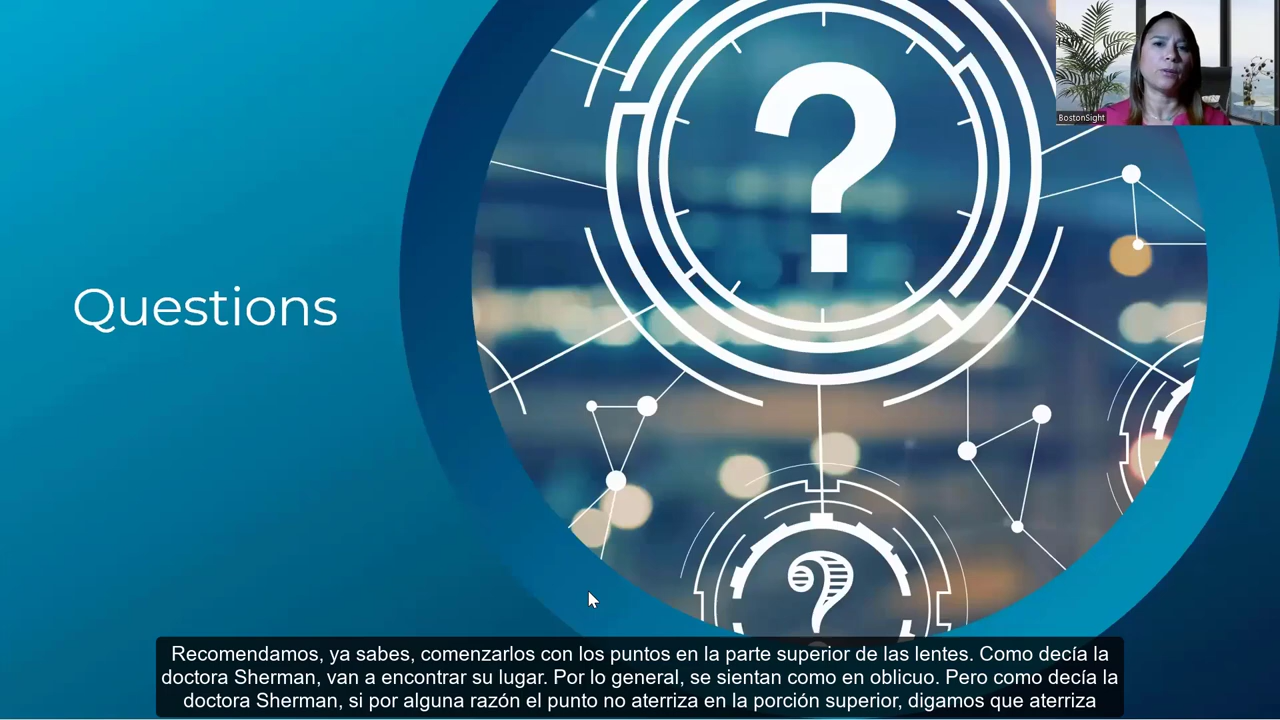 BostonSight
Questions
Recomendamos, ya sabes, comenzarlos con los puntos en la parte superior de las lentes. Como decía la
doctora Sherman, van a encontrar su lugar. Por lo general, se sientan como en oblicuo. Pero como decía la
doctora Sherman, si por alguna razón el punto no aterriza en la porción superior, digamos que aterriza